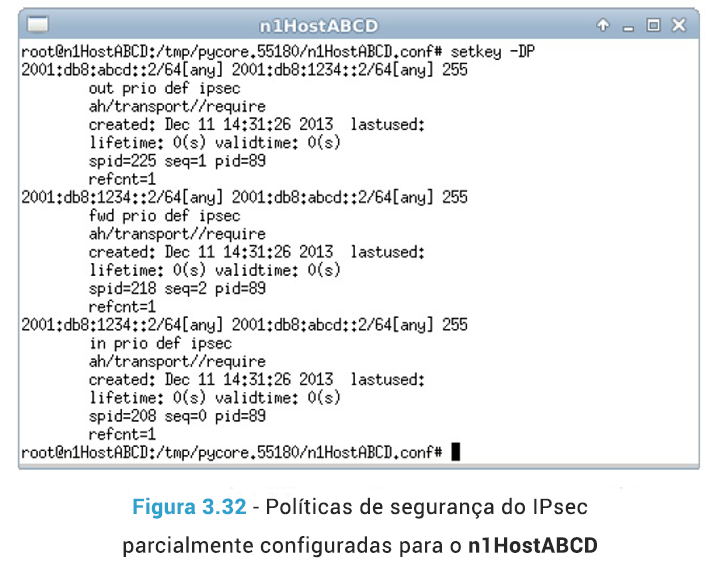 n1HostABCD
root@n1HostABCD:/tmp/pycore.55180/n1HostABCD.conf# setkey -DP
2001:db8:abcd::2/64[any] 2001:db8:1234::2/64[any] 255
out prio def ipsec
ah/transport//require
created: Dec 11 14:31:26 2013 lastused:
lifetime: 0(s) validtime: 0(s)
spid=225 seq=1 pid=89
refcnt=1
2001:db8:1234::2/64[any] 2001:db8:abcd::2/64[any] 255
fwd prio def ipsec
ah/transport//require
created: Dec 11 14:31:26 2013 lastused:
lifetime: 0(s) validtime: 0(s)
spid=218 seq=2 pid=89
refcnt=1
2001:db8:1234::2/64[any] 2001:db8:abcd::2/64[any] 255
in prio def ipsec
ah/transport//require
created: Dec 11 14:31:26 2013 lastused:
lifetime: 0(s) validtime: 0(s)
spid=208 seq=0 pid=89
refcnt=1
root@n1HostABCD:/tmp/pycore.55180/n1HostABCD.conf#
Figura 3.32 - Políticas de segurança do IPsec
parcialmente configuradas para o n1HostABCD